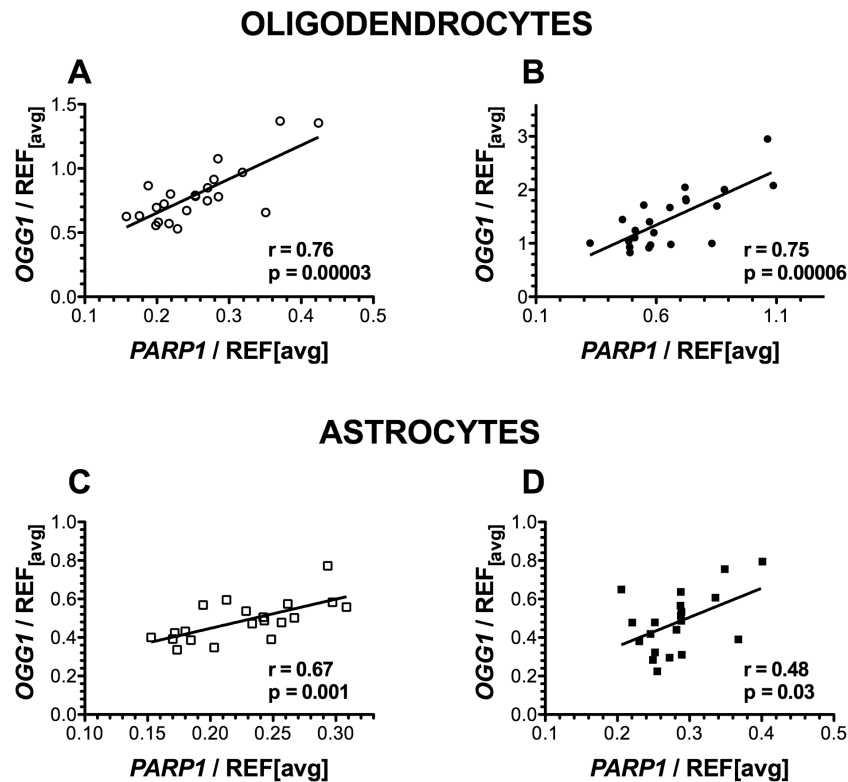 OLIGODENDROCYTES
A
OGG1 / REF[avg]
1.5
1.0
0.5
0.0
0.1 0.2 0.3 0.4 0.5
r = 0.76
p = 0.00003
PARP1 / REF[avg]
B
OGG1 / REF[avg]
3
2
1
0
0.1 0.6 1.1
r = 0.75
p = 0.00006
PARP1 / REF[avg]
ASTROCYTES
C
OGG1 / REF[avg]
1.0
0.8
0.6
0.4
0.2
0.0
0.10 0.15 0.20 0.25 0.30
r = 0.67
p = 0.001
PARP1 / REF[avg]
D
OGG1 / REF[avg]
1.0
0.8
0.6
0.4
0.2
0.0
0.1 0.2 0.3 0.4 0.5
r = 0.48
p = 0.03
PARP1 / REF[avg]